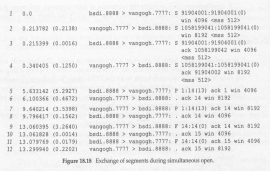 1 0.0 bsdi.8888 > vangogh.7777: S 91904001:91904001(0)
win 4096 <mss 512>
2 0.213782 (0.2138) vangogh.7777 > bsdi.8888: S 1058199041:1058199041(0)
win 8192 <mss 512>
3 0.215399 (0.0016) bsdi.8888 > vangogh.7777: S 91904001:91904001(0)
ack 1058199042 win 4096
<mss 512>
4 0.340405 (0.1250) vangogh.7777 > bsdi.8888: S 1058199041:1058199041(0)
ack 91904002 win 8192
<mss 512>
5 5.633142 (5.2927) bsdi.8888 > vangogh.7777: P 1:14(13) ack 1 win 4096
6 6.100366 (0.4672) vangogh.7777 > bsdi.8888: . ack 14 win 8192
7 9.640214 (3.5398) vangogh.7777 > bsdi.8888: P 1:14(13) ack 14 win 8192
8 9.796417 (0.1562) bsdi.8888 > vangogh.7777: . ack 14 win 4096
9 13.060395 (3.2640) vangogh.7777 > bsdi.8888: F 14:14(0) ack 14 win 8192
10 13.061828 (0.0014) bsdi.8888 > vangogh.7777: . ack 15 win 4096
11 13.079769 (0.0179) bsdi.8888 > vangogh.7777: F 14:14(0) ack 15 win 4096
12 13.299940 (0.2202) vangogh.7777 > bsdi.8888: . ack 15 win 8192
Figure 18.18 Exchange of segments during simultaneous open.